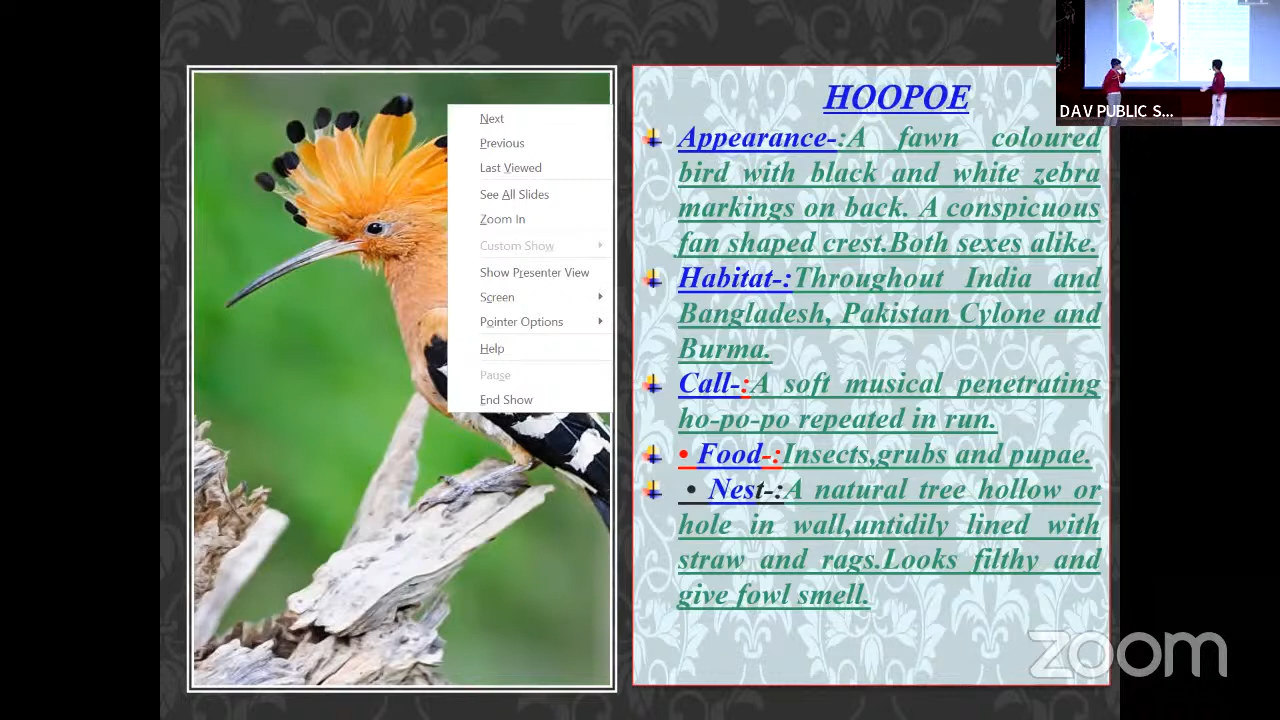 Next
Previous
Last Viewed
See All Slides
Zoom In
Custom Show
Show Presenter View
Screen
Pointer Options
Help
Pause
End Show
HOOPOE
Appearance-:A fawn coloured
bird with black and white zebra
markings on back. A conspicuous
fan shaped crest.Both sexes alike.
Habitat-:Throughout India and
Bangladesh, Pakistan Cylone and
Burma.
Call-:A soft musical penetrating
ho-po-po repeated in run.
• Food-:Insects,grubs and pupae.
• Nest-:A natural tree hollow or
hole in wall,untidily lined with
straw and rags.Looks filthy and
give fowl smell.
DAV PUBLIC S...
zoom